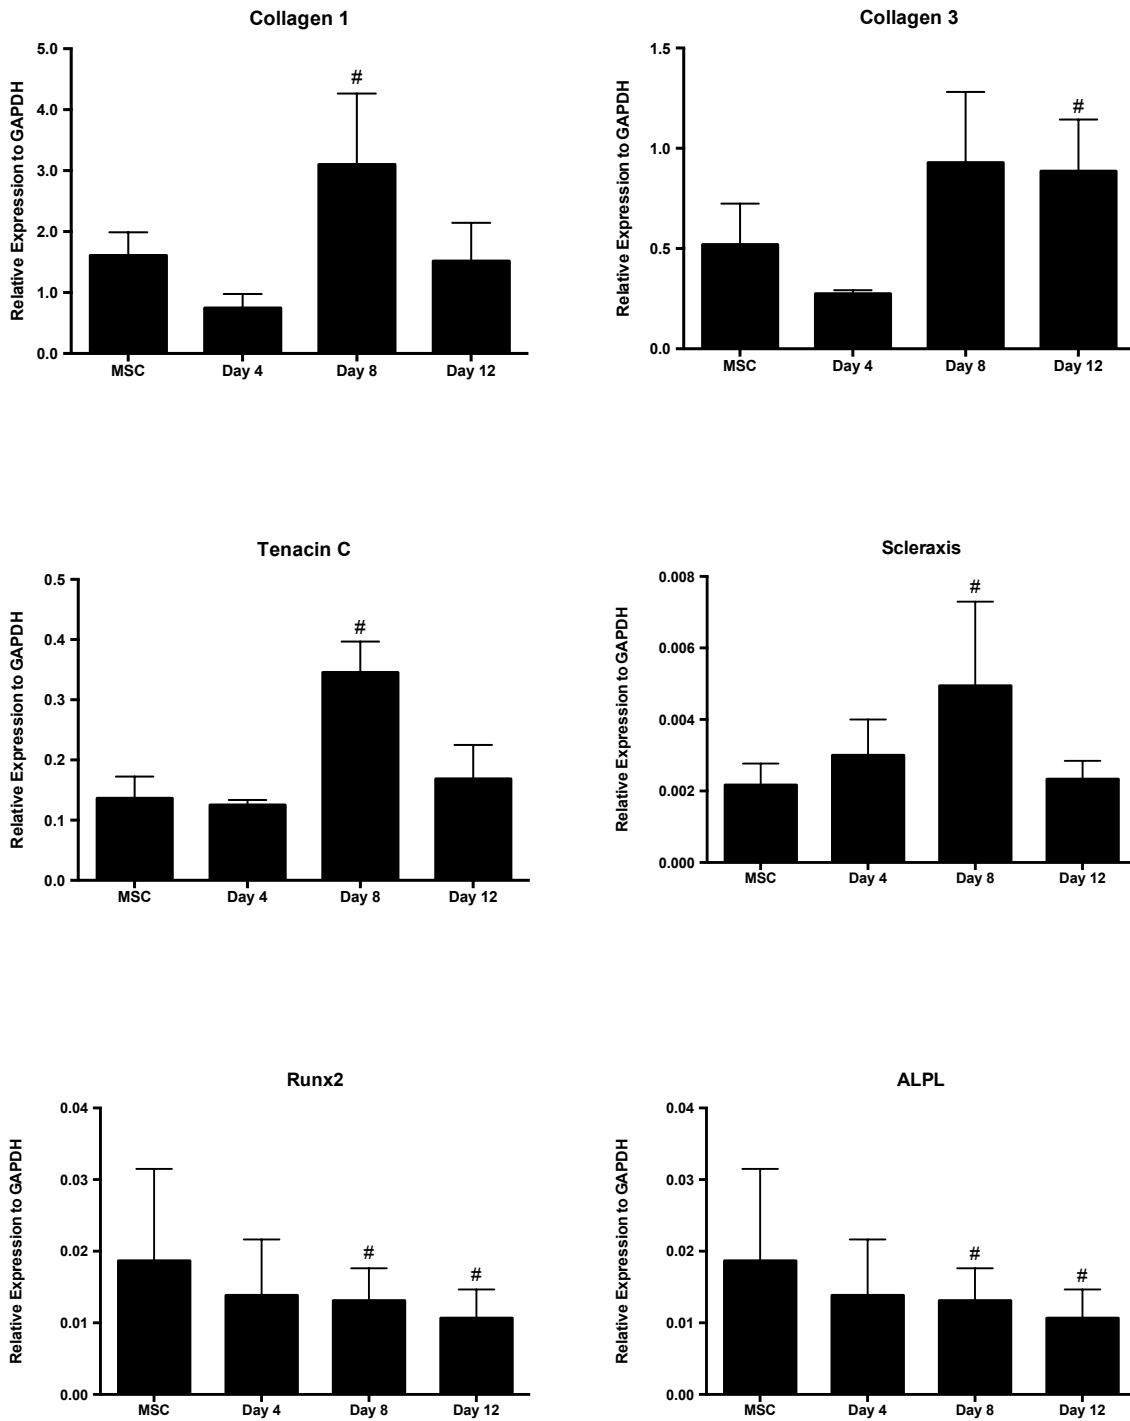 Collagen 1
Relative Expression to GAPDH
5.0
4.0
3.0
2.0
1.0
0.0
#
MSC Day 4 Day 8 Day 12
Collagen 3
Relative Expression to GAPDH
1.5
1.0
0.5
0.0
#
MSC Day 4 Day 8 Day 12
Tenacin C
Relative Expression to GAPDH
0.5
0.4
0.3
0.2
0.1
0.0
#
MSC Day 4 Day 8 Day 12
Scleraxis
Relative Expression to GAPDH
0.008
0.006
0.004
0.002
0.000
#
MSC Day 4 Day 8 Day 12
Runx2
Relative Expression to GAPDH
0.04
0.03
0.02
0.01
0.00
# #
MSC Day 4 Day 8 Day 12
ALPL
Relative Expression to GAPDH
0.04
0.03
0.02
0.01
0.00
# #
MSC Day 4 Day 8 Day 12